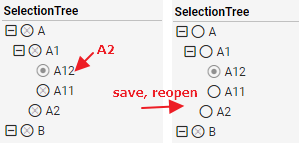 SelectionTree
A
A1
A2
A12
A11
A2
B
save, reopen
SelectionTree
A
A1
A12
A11
A2
B